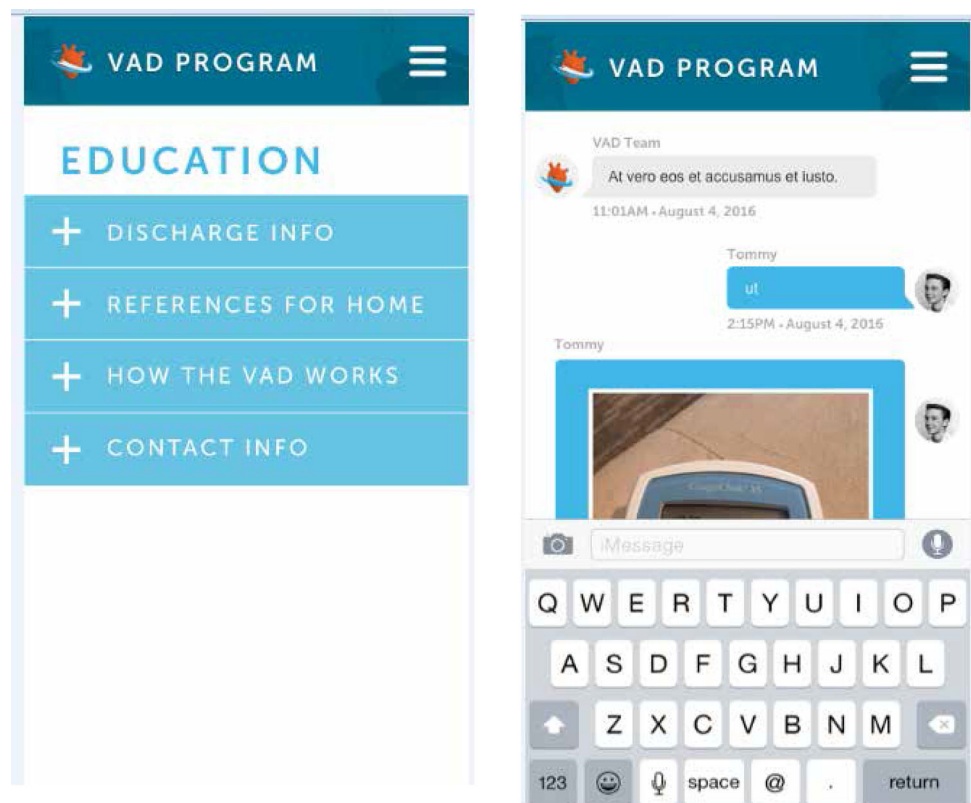 VAD PROGRAM
EDUCATION
DISCHARGE INFO
REFERENCES FOR HOME
HOW THE VAD WORKS
CONTACT INFO
VAD PROGRAM
VAD Team
At vero eos et accusamus et iusto.
11:01AM • August 4, 2016
Tommy
ut
2:15PM • August 4, 2016
Tommy
CoaguChek XS
iMessage
Q W E R T Y U I O P
A S D F G H J K L
Z X C V B N M
123 space @ . return